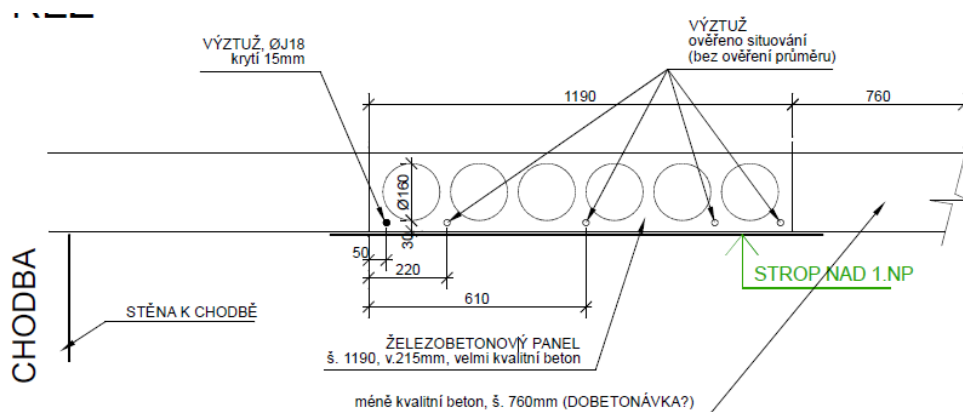 VÝZTUŽ, ØJ18
krytí 15mm
VÝZTUŽ
ověřeno situování
(bez ověření průměru)
1190
760
Ø160
30
50
220
610
CHODBA
STĚNA K CHODBĚ
STROP NAD 1.NP
ŽELEZOBETONOVÝ PANEL
š. 1190, v.215mm, velmi kvalitní beton
méně kvalitní beton, š. 760mm (DOBETONÁVKA?)